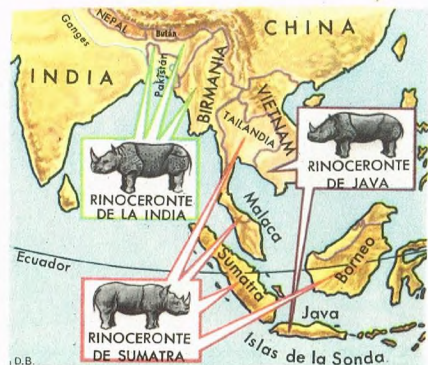 CHINA
NEPAL
Bután
Ganges
INDIA
Pakistán
BIRMANIA
TAILANDIA
VIETNAM
RINOCERONTE
DE LA INDIA
RINOCERONTE
DE JAVA
Malaca
Ecuador
Sumatra
Borneo
RINOCERONTE
DE SUMATRA
Java
Islas de la Sonda
D.B.